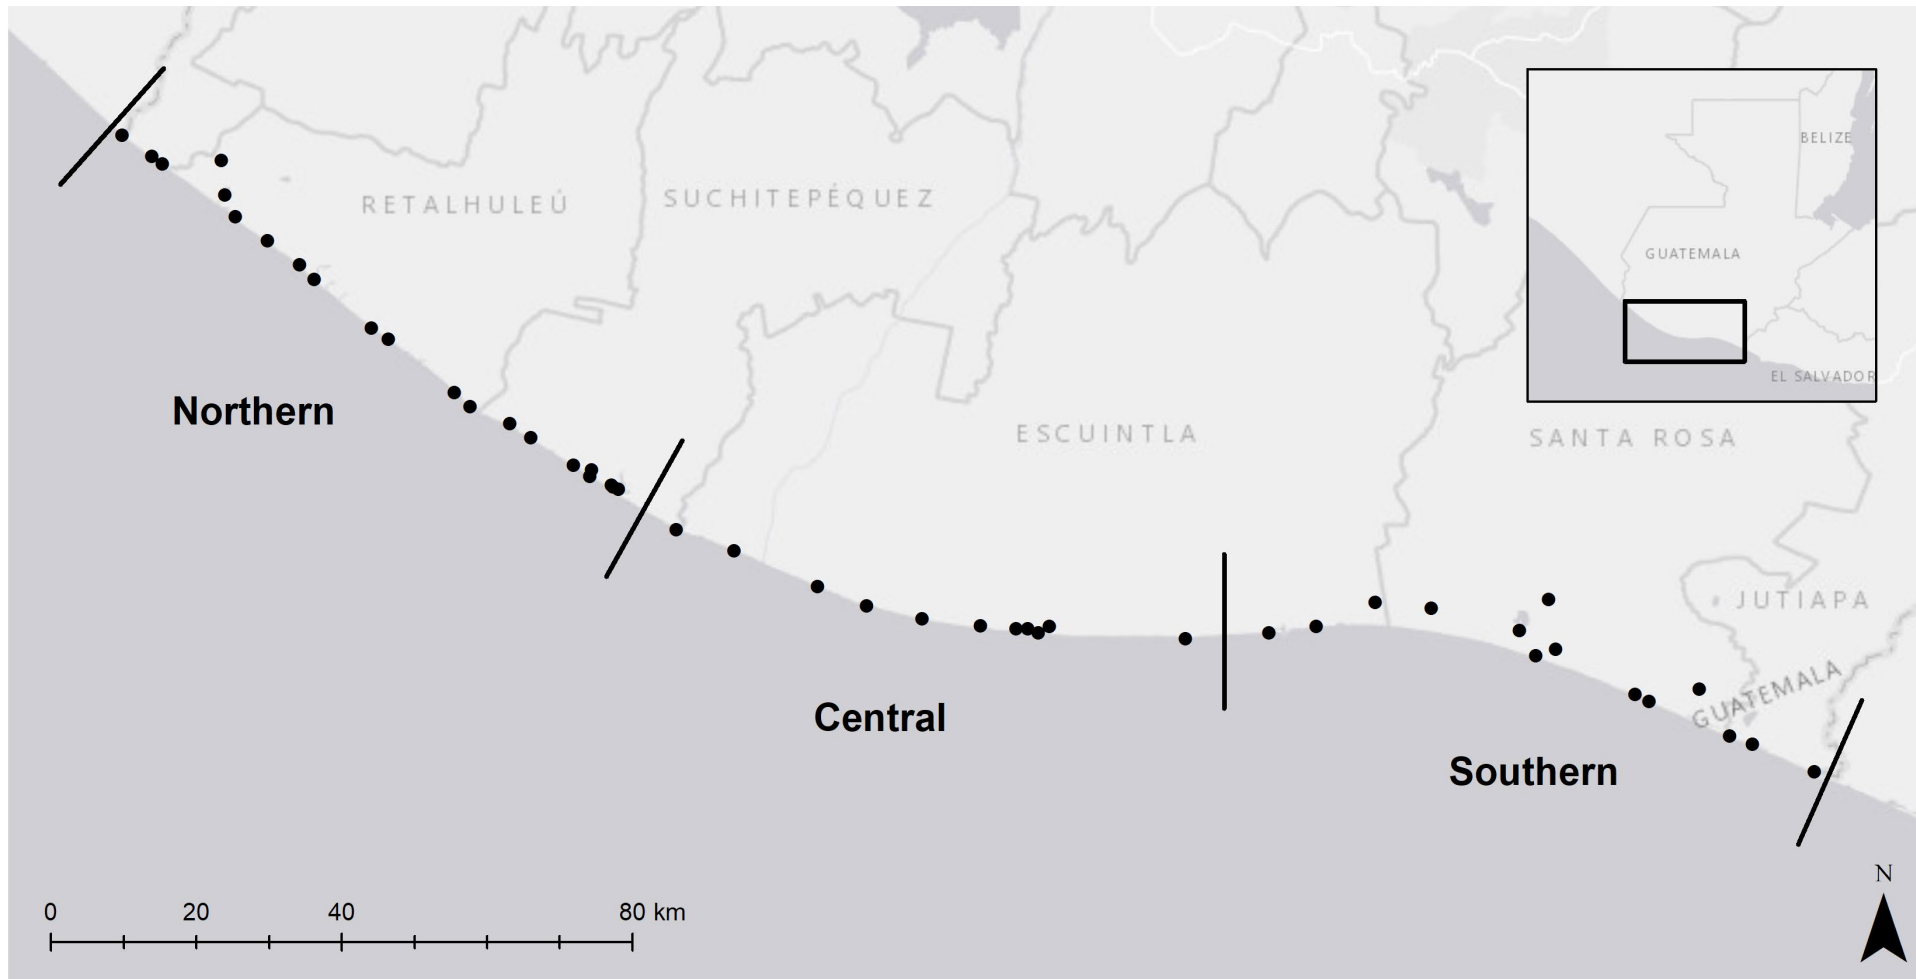 BELIZE
RETALHULEÚ
SUCHITEPÉQUEZ
GUATEMALA
EL SALVADOR
Northern
ESCUINTLA
SANTA ROSA
JUTIAPA
GUATEMALA
Central
Southern
N
0 20 40 80 km